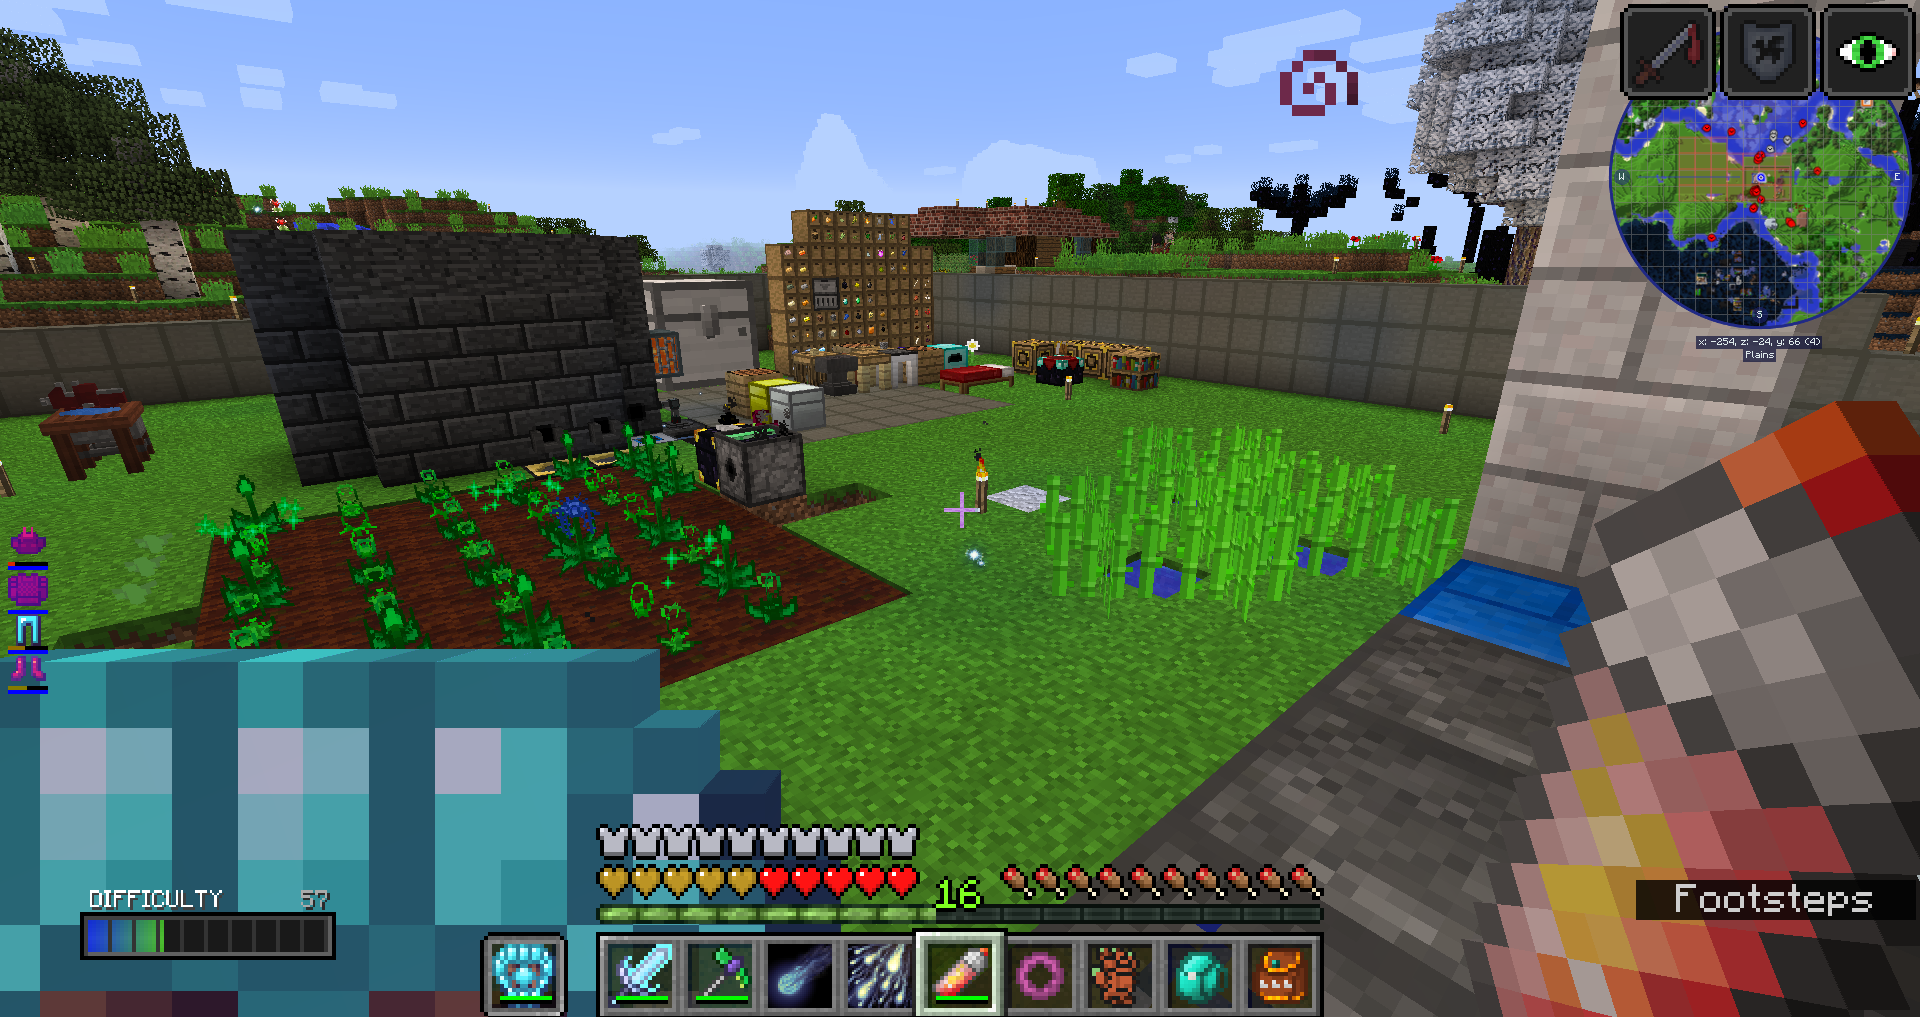 W
E
S
x: -254, z: -24, y: 66 (4)
Plains
DIFFICULTY 57
16
Footsteps